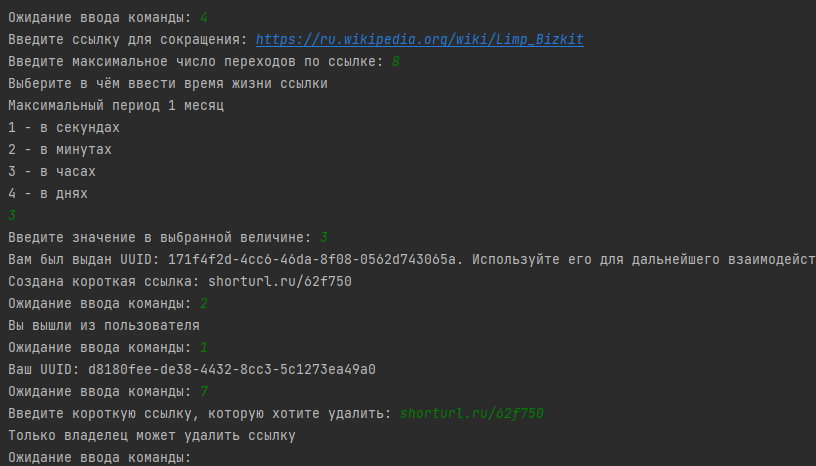 Ожидание ввода команды: 4
Введите ссылку для сокращения: https://ru.wikipedia.org/wiki/Limp_Bizkit
Введите максимальное число переходов по ссылке: 8
Выберите в чём ввести время жизни ссылки
Максимальный период 1 месяц
1 - в секундах
2 - в минутах
3 - в часах
4 - в днях
3
Введите значение в выбранной величине: 3
Вам был выдан UUID: 171f4f2d-4cc6-46da-8f08-0562d743065a. Используйте его для дальнейшего взаимодейст
Создана короткая ссылка: shorturl.ru/62f750
Ожидание ввода команды: 2
Вы вышли из пользователя
Ожидание ввода команды: 1
Ваш UUID: d8180fee-de38-4432-8cc3-5c1273ea49a0
Ожидание ввода команды: 7
Введите короткую ссылку, которую хотите удалить: shorturl.ru/62f750
Только владелец может удалить ссылку
Ожидание ввода команды: